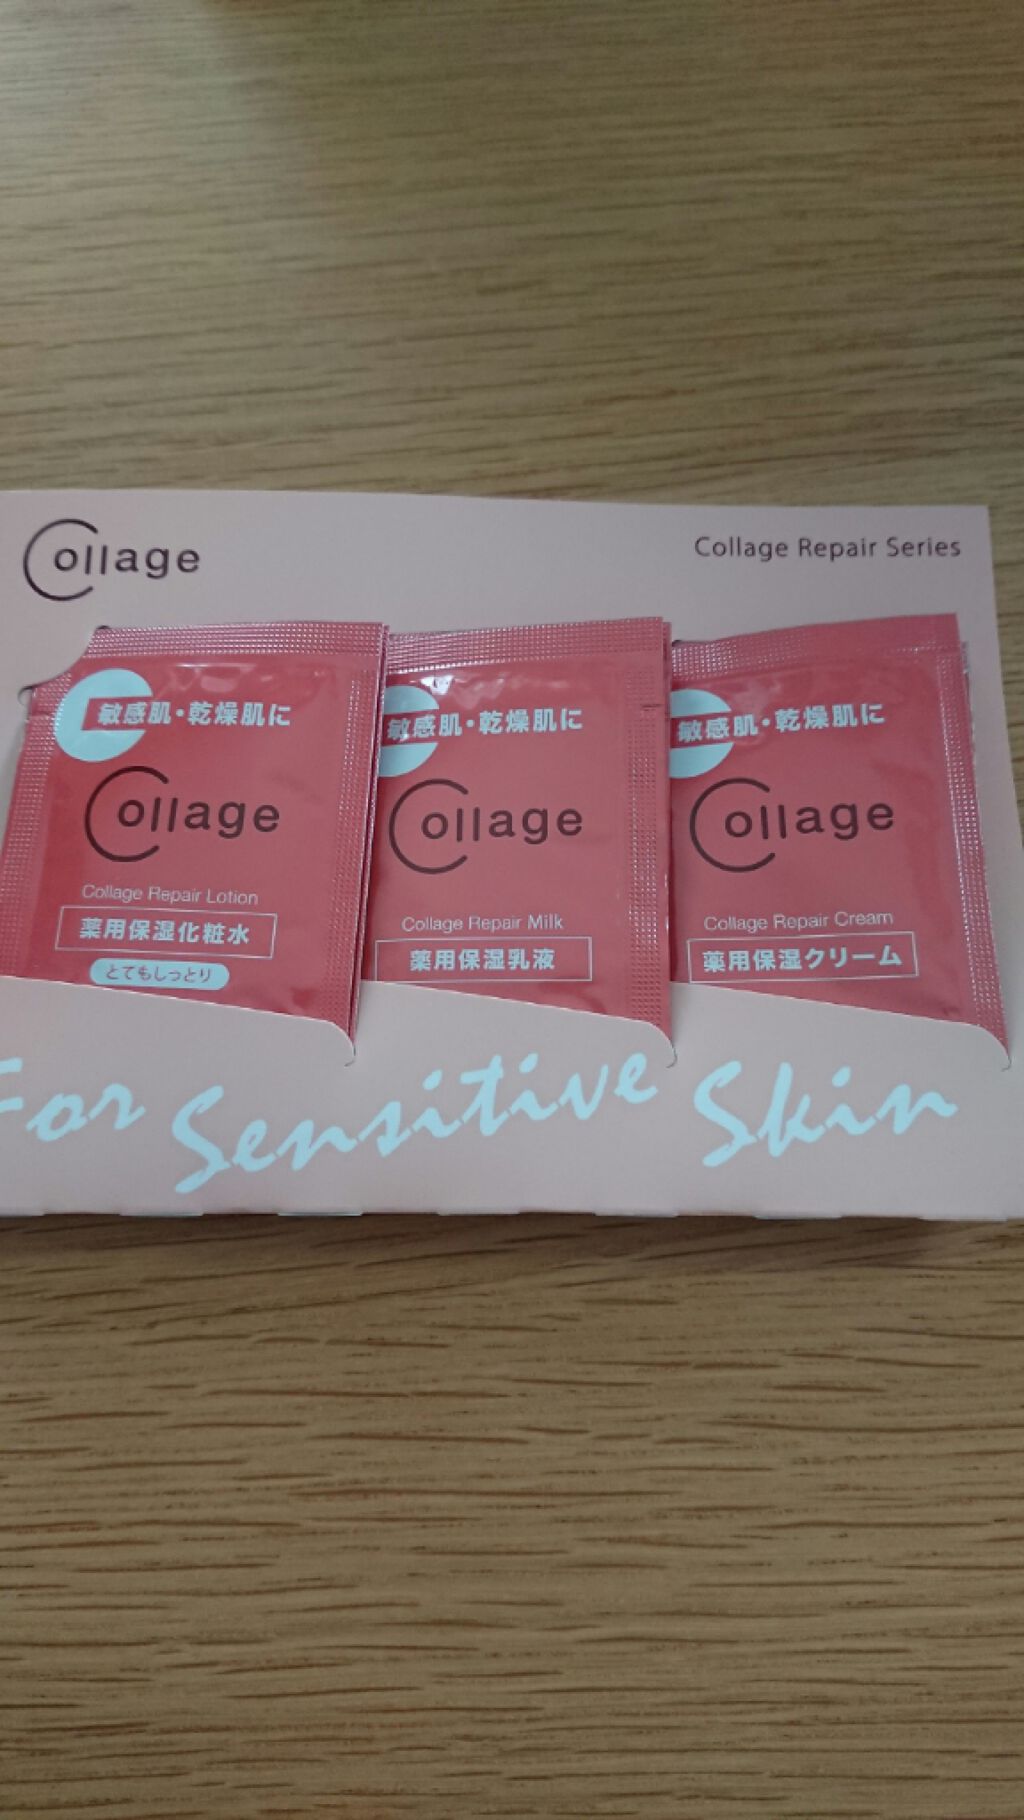 Collage
Collage Repair Series
敏感肌・乾燥肌に
Collage
Collage Repair Lotion
薬用保湿化粧水
とてもしっとり
敏感肌・乾燥肌に
Collage
Collage Repair Milk
薬用保湿乳液
敏感肌・乾燥肌に
Collage
Collage Repair Cream
薬用保湿クリーム
For Sensitive Skin